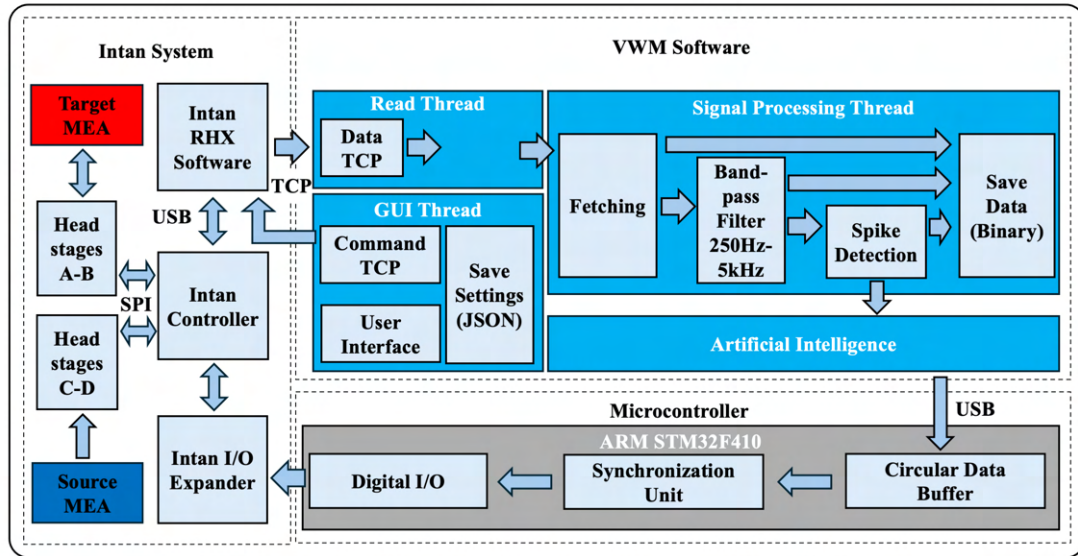 Intan System
Target
MEA
Intan
RHX
Software
Head
stages
A-B
USB
TCP
SPI
Intan
Controller
Head
stages
C-D
Source
MEA
Intan I/O
Expander
VWM Software
Read Thread
Data
TCP
GUI Thread
Command
TCP
User
Interface
Save
Settings
(JSON)
Signal Processing Thread
Fetching
Band-
pass
Filter
250Hz-
5kHz
Spike
Detection
Save
Data
(Binary)
Artificial Intelligence
USB
Microcontroller
ARM STM32F410
Digital I/O
Synchronization
Unit
Circular Data
Buffer